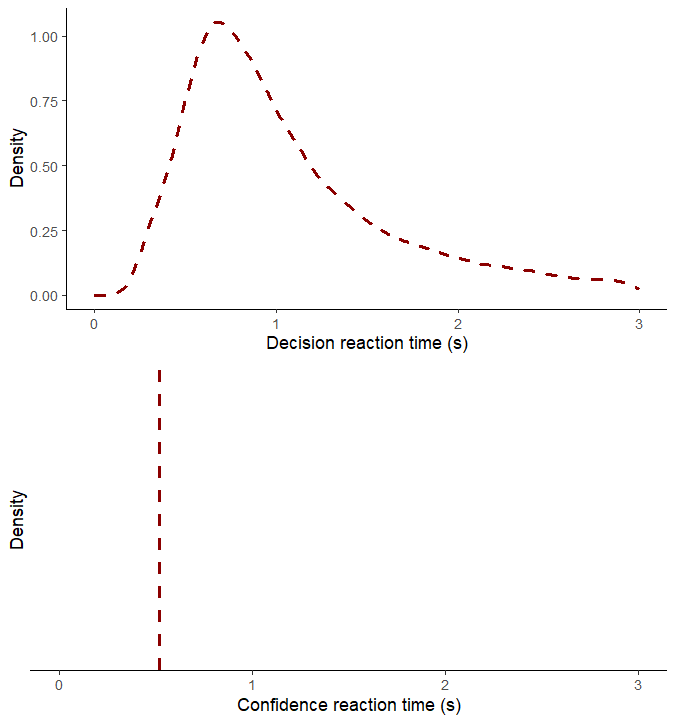 1.00
0.75
0.50
0.25
0.00
Density
0 1 2 3
Decision reaction time (s)
Density
0 1 2 3
Confidence reaction time (s)